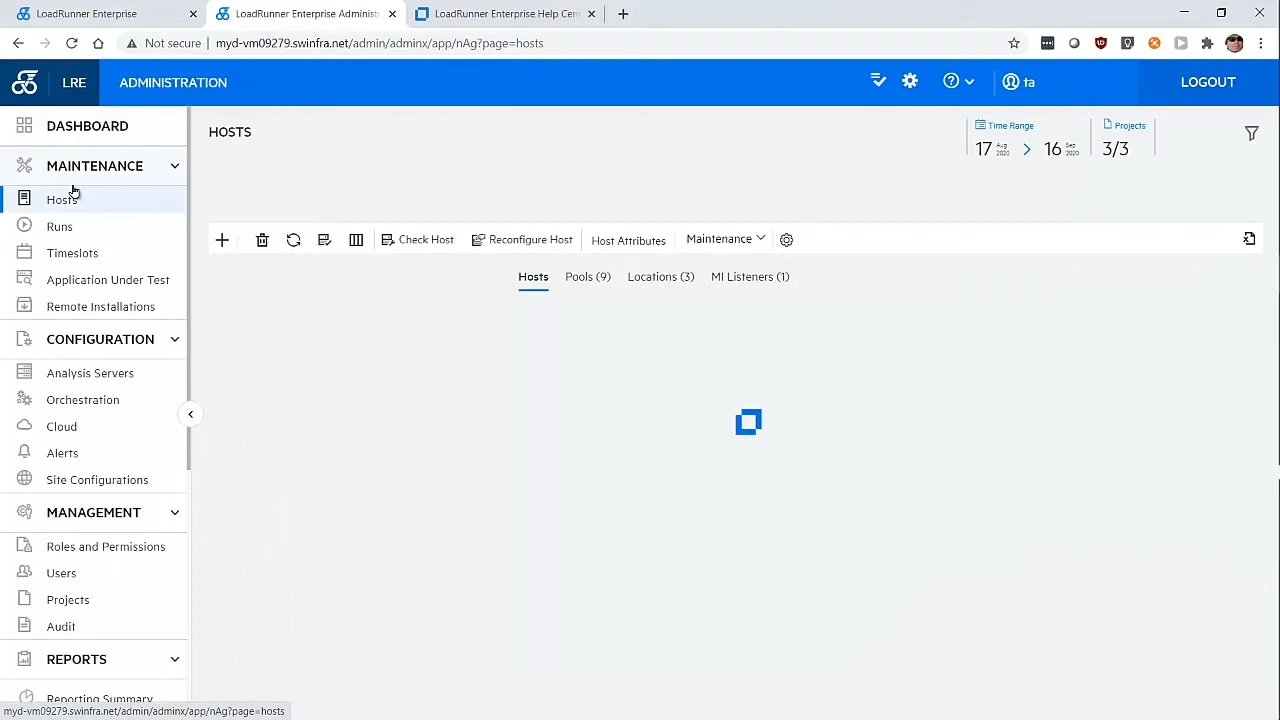 LoadRunner Enterprise
LoadRunner Enterprise Administ
LoadRunner Enterprise Help Cen
Not secure | myd-vm09279.swinfra.net/admin/adminx/app/nAg?page=hosts
LRE
ADMINISTRATION
ta
LOGOUT
DASHBOARD
MAINTENANCE
Hosts
Runs
Timeslots
Application Under Test
Remote Installations
CONFIGURATION
Analysis Servers
Orchestration
Cloud
Alerts
Site Configurations
MANAGEMENT
Roles and Permissions
Users
Projects
Audit
REPORTS
Reporting Summary
myd-vm09279.swinfra.net/admin/adminx/app/nAg?page=hosts
HOSTS
Time Range
17 Aug 2020 > 16 Sep 2020
Projects
3/3
Check Host
Reconfigure Host
Host Attributes
Maintenance
Hosts
Pools (9)
Locations (3)
MI Listeners (1)